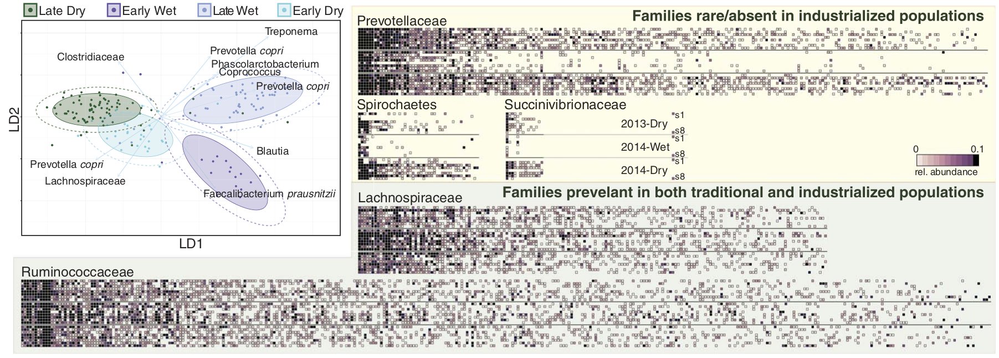 Late Dry
Early Wet
Late Wet
Early Dry
Treponema
Clostridiaceae
Prevotella copri
Phascolarctobacterium
Coprococcus
Prevotella copri
Blautia
Prevotella copri
Lachnospiraceae
Faecalibacterium prausnitzii
LD2
LD1
Families rare/absent in industrialized populations
Prevotellaceae
Spirochaetes
Succinivibrionaceae
2013-Dry
s1
s8
2014-Wet
s1
s8
2014-Dry
s1
s8
0 0.1
rel. abundance
Families prevelant in both traditional and industrialized populations
Lachnospiraceae
Ruminococcaceae